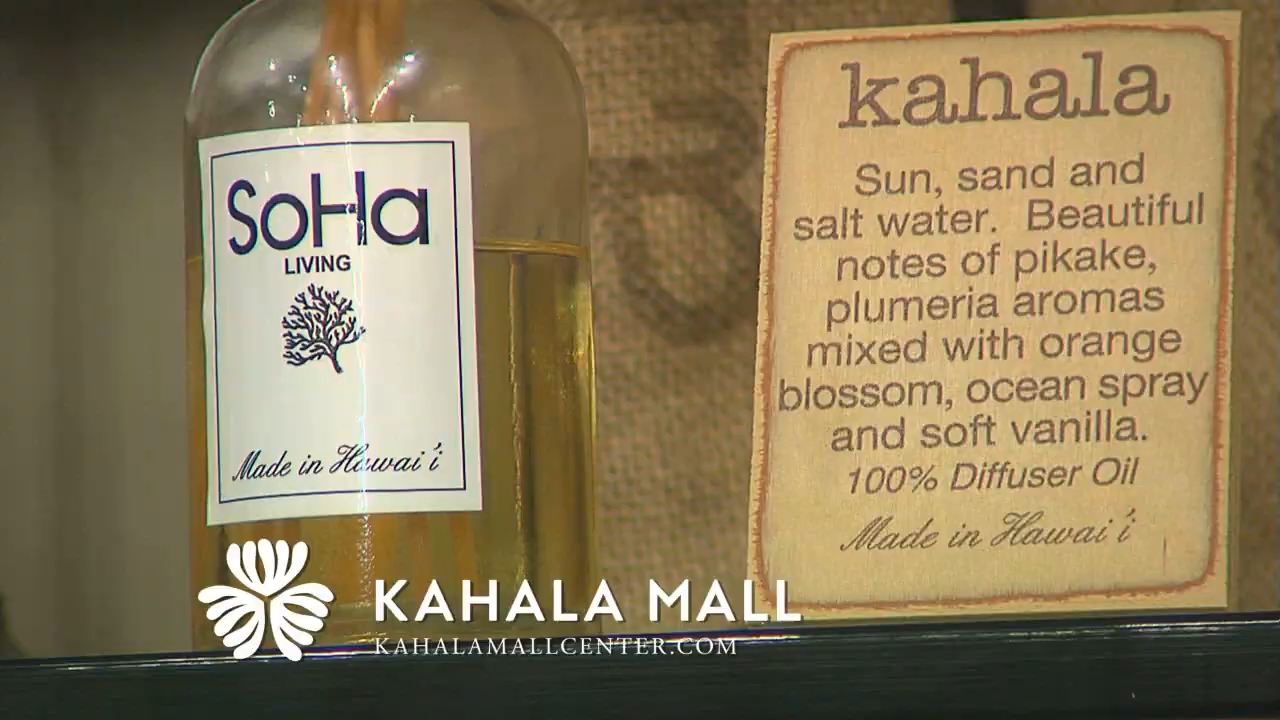 SoHa
LIVING
Made in Hawai'i
kahala
Sun, sand and
salt water. Beautiful
notes of pikake,
plumeria aromas
mixed with orange
blossom, ocean spray
and soft vanilla.
100% Diffuser Oil
Made in Hawai'i
KAHALA MALL
KAHALAMALLCENTER.COM